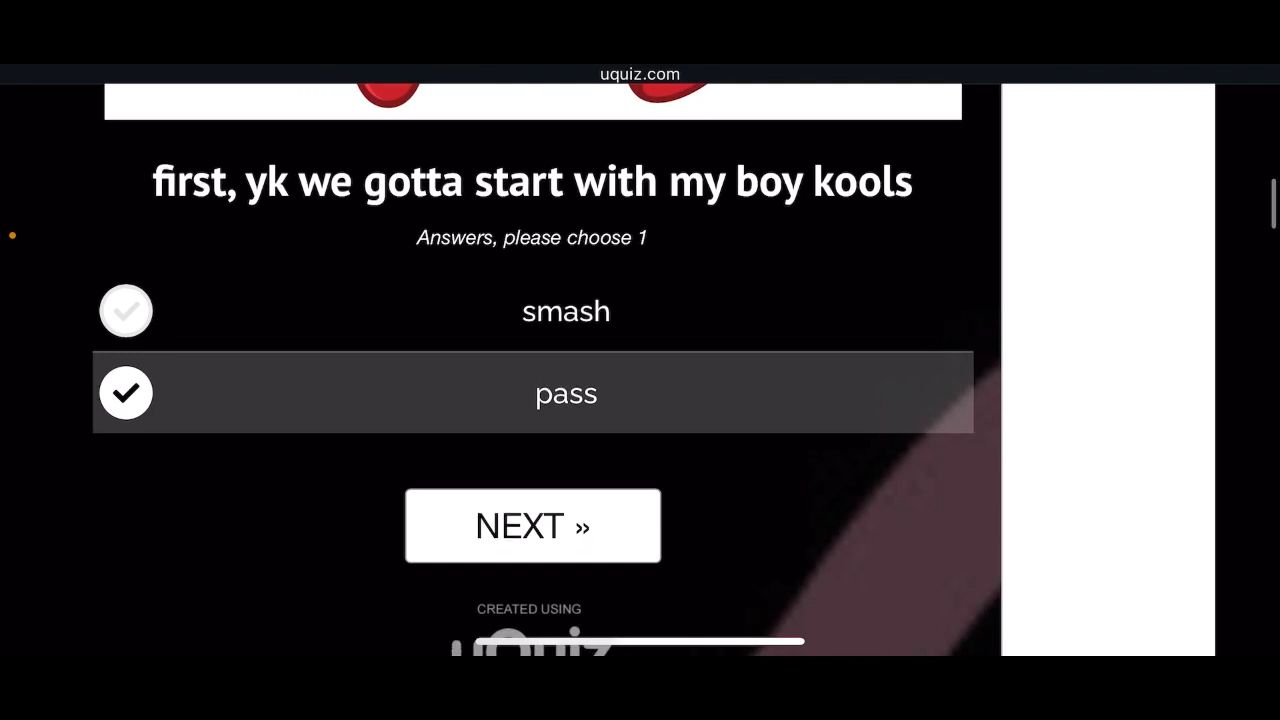 uquiz.com
first, yk we gotta start with my boy kools
Answers, please choose 1
smash
pass
NEXT »
CREATED USING
uQuiz